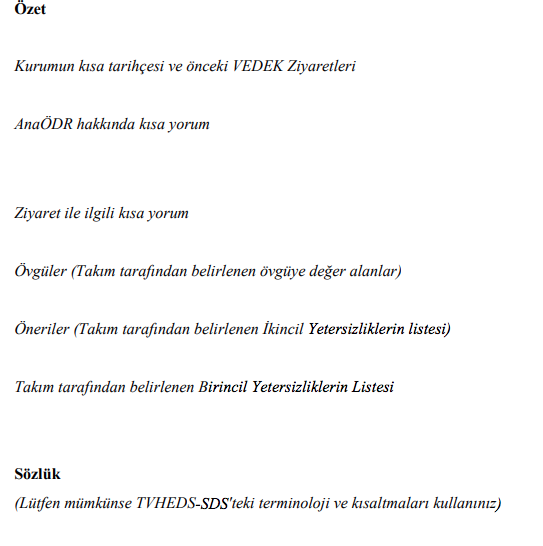 Özet
Kurumun kısa tarihçesi ve önceki VEDEK Ziyaretleri
AnaÖDR hakkında kısa yorum
Ziyaret ile ilgili kısa yorum
Övgüler (Takım tarafından belirlenen övgüye değer alanlar)
Öneriler (Takım tarafından belirlenen İkincil Yetersizliklerin listesi)
Takım tarafından belirlenen Birincil Yetersizliklerin Listesi
Sözlük
(Lütfen mümkünse TVHEDS-SDS'teki terminoloji ve kısaltmaları kullanınız)